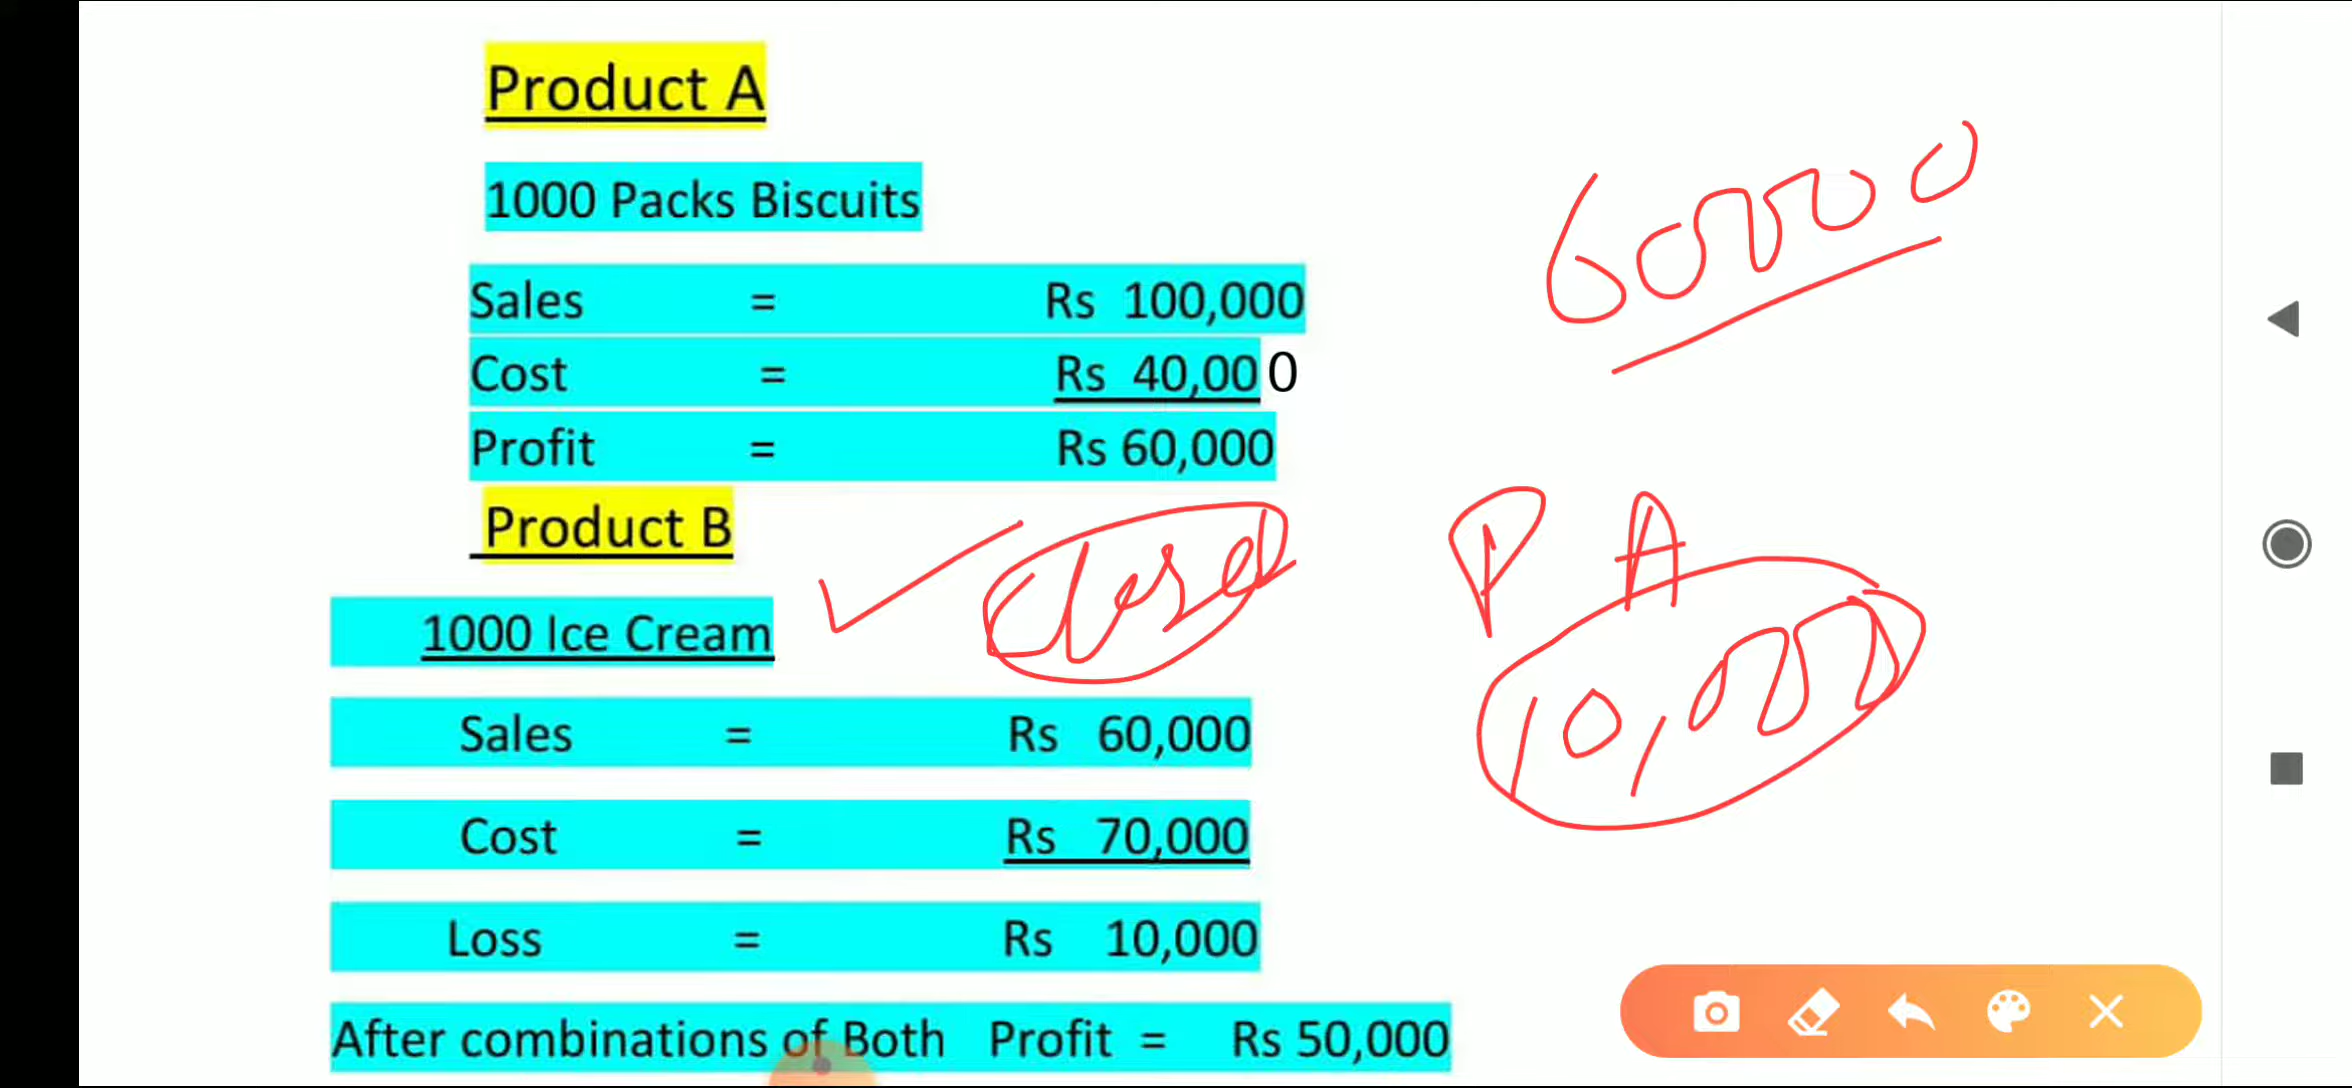 Product A
1000 Packs Biscuits
Sales = Rs 100,000
Cost = Rs 40,000
Profit = Rs 60,000
Product B
1000 Ice Cream
Sales = Rs 60,000
Cost = Rs 70,000
Loss = Rs 10,000
After combinations of Both Profit = Rs 50,000
60000
closed
P A
10,000